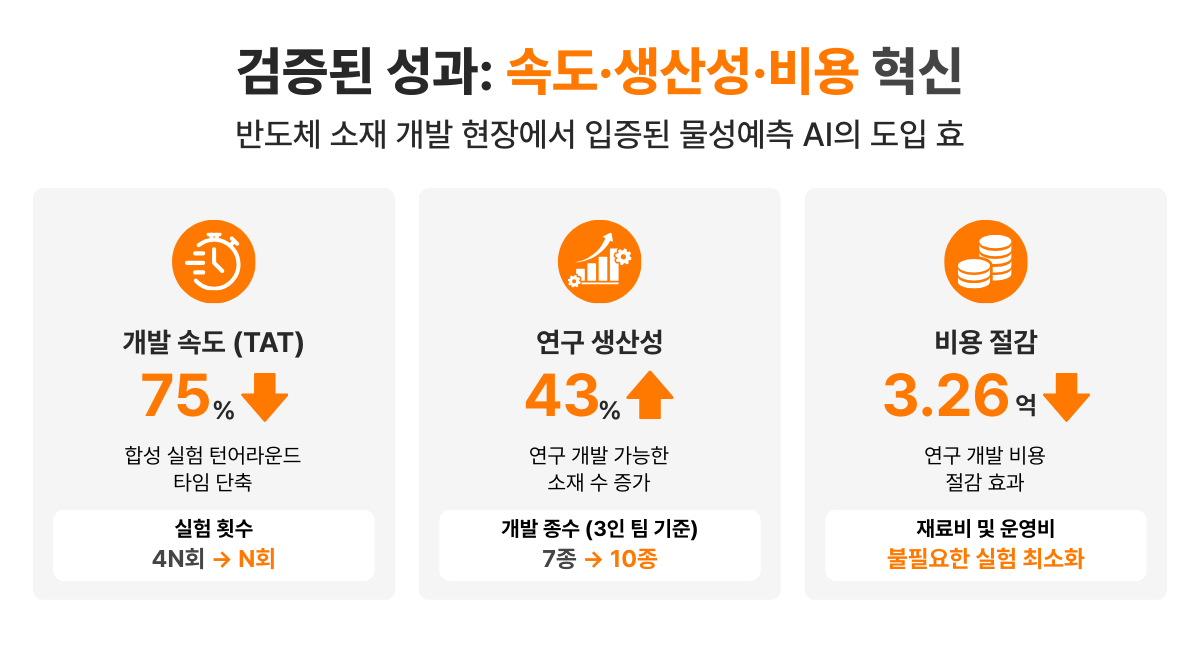 검증된 성과: 속도·생산성·비용 혁신
반도체 소재 개발 현장에서 입증된 물성예측 AI의 도입 효
개발 속도 (TAT)
75%
합성 실험 턴어라운드
타임 단축
실험 횟수
4N회 → N회
연구 생산성
43%
연구 개발 가능한
소재 수 증가
개발 종수 (3인 팀 기준)
7종 → 10종
비용 절감
3.26 억
연구 개발 비용
절감 효과
재료비 및 운영비
불필요한 실험 최소화